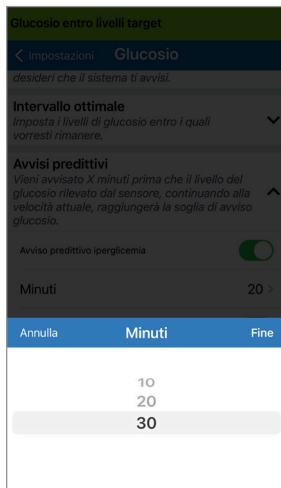 Glucosio entro livelli target
Impostazioni Glucosio
desideri che il sistema ti avvisi.
Intervallo ottimale
Imposta i livelli di glucosio entro i quali
vorresti rimanere.
Avvisi predittivi
Vieni avvisato X minuti prima che il livello del
glucosio rilevato dal sensore, continuando alla
velocità attuale, raggiungerà la soglia di avviso
glucosio.
Avviso predittivo iperglicemia
Minuti 20
Annulla Minuti Fine
10
20
30